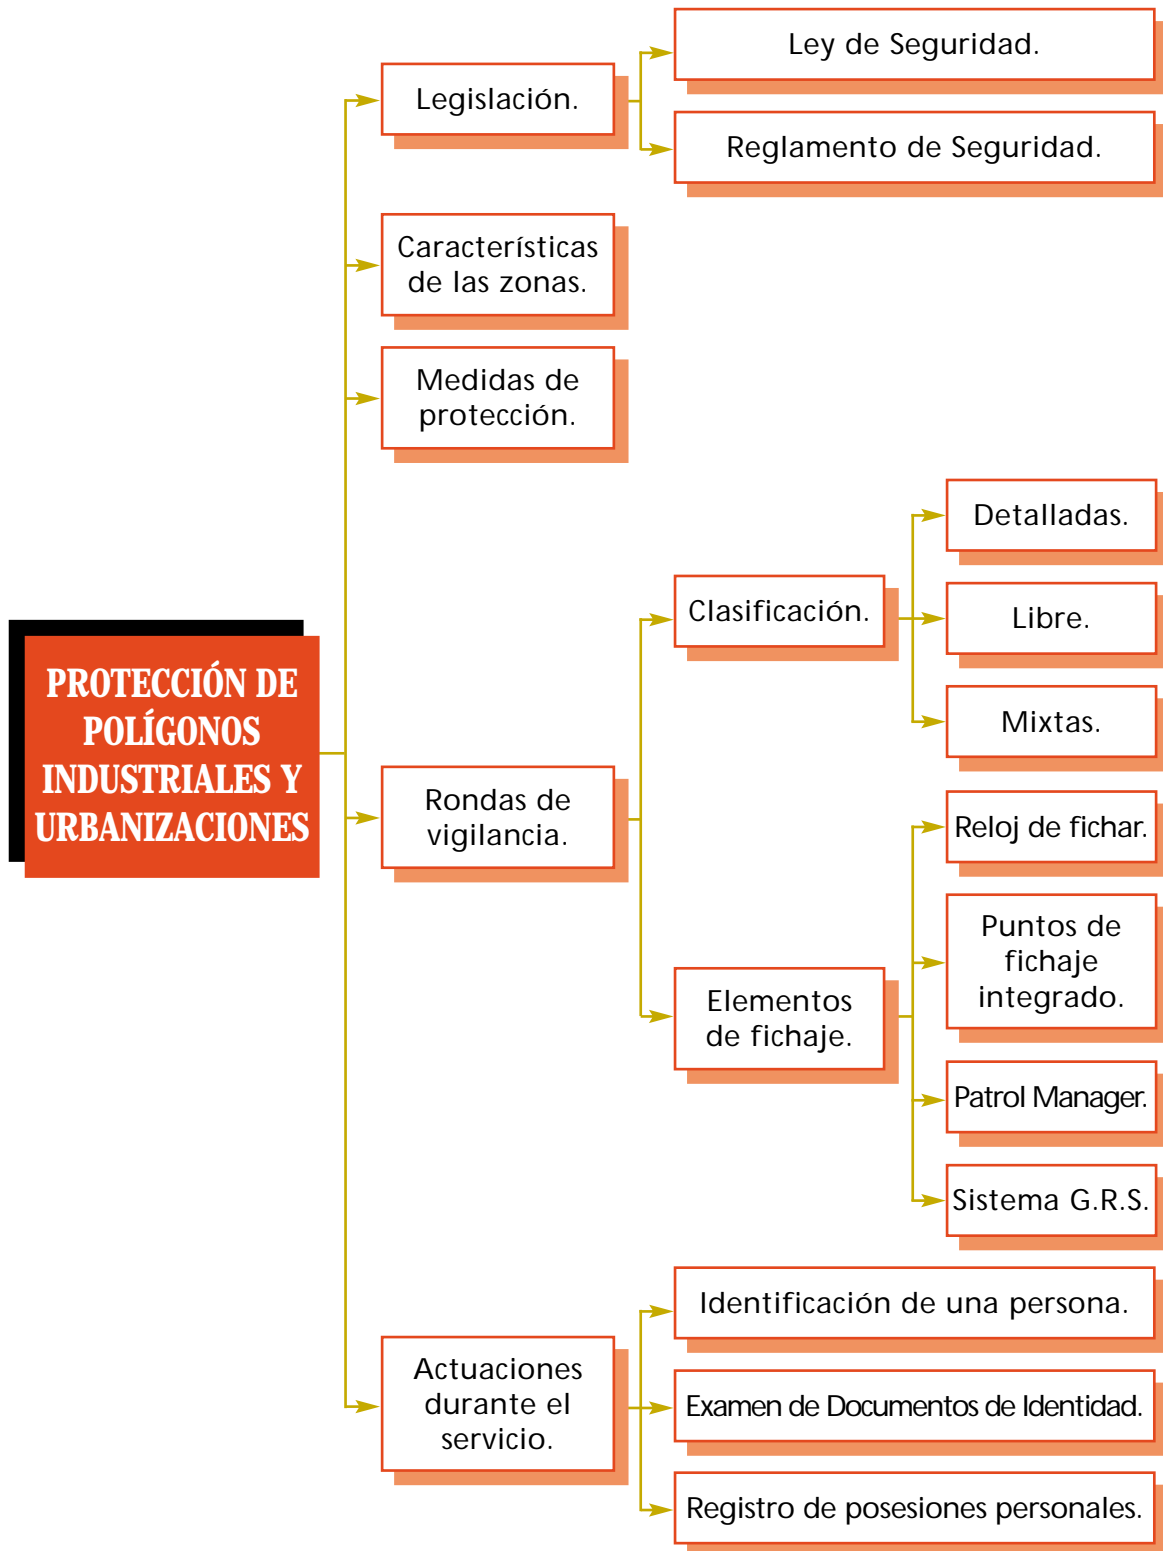 PROTECCIÓN DE
POLÍGONOS
INDUSTRIALES Y
URBANIZACIONES
Legislación.
Ley de Seguridad.
Reglamento de Seguridad.
Característícas
de las zonas.
Medidas de
protección.
Rondas de
vigilancia.
Clasificación.
Detalladas.
Libre.
Mixtas.
Elementos
de fichaje.
Reloj de fichar.
Puntos de
fichaje
integrado.
Patrol Manager.
Sistema G.R.S.
Actuaciones
durante el
servicio.
Identificación de una persona.
Examen de Documentos de Identidad.
Registro de posesiones personales.